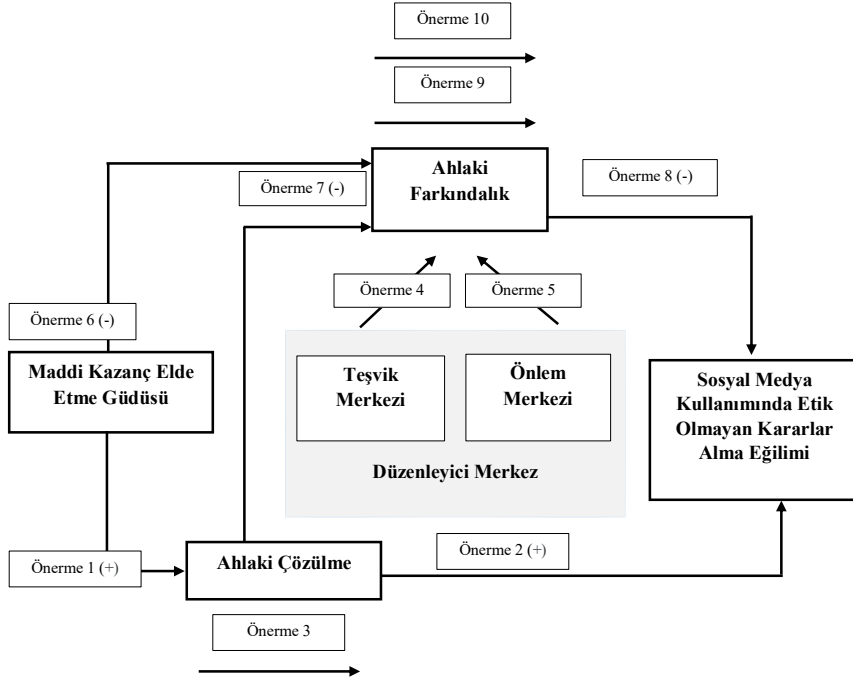 Önerme 10
Önerme 9
Ahlaki
Farkındalık
Önerme 7 (-)
Önerme 8 (-)
Önerme 4
Önerme 5
Önerme 6 (-)
Maddi Kazanç Elde
Etme Güdüsü
Teşvik
Merkezi
Önlem
Merkezi
Düzenleyici Merkez
Sosyal Medya
Kullanımında Etik
Olmayan Kararlar
Alma Eğilimi
Önerme 1 (+)
Ahlaki Çözülme
Önerme 2 (+)
Önerme 3